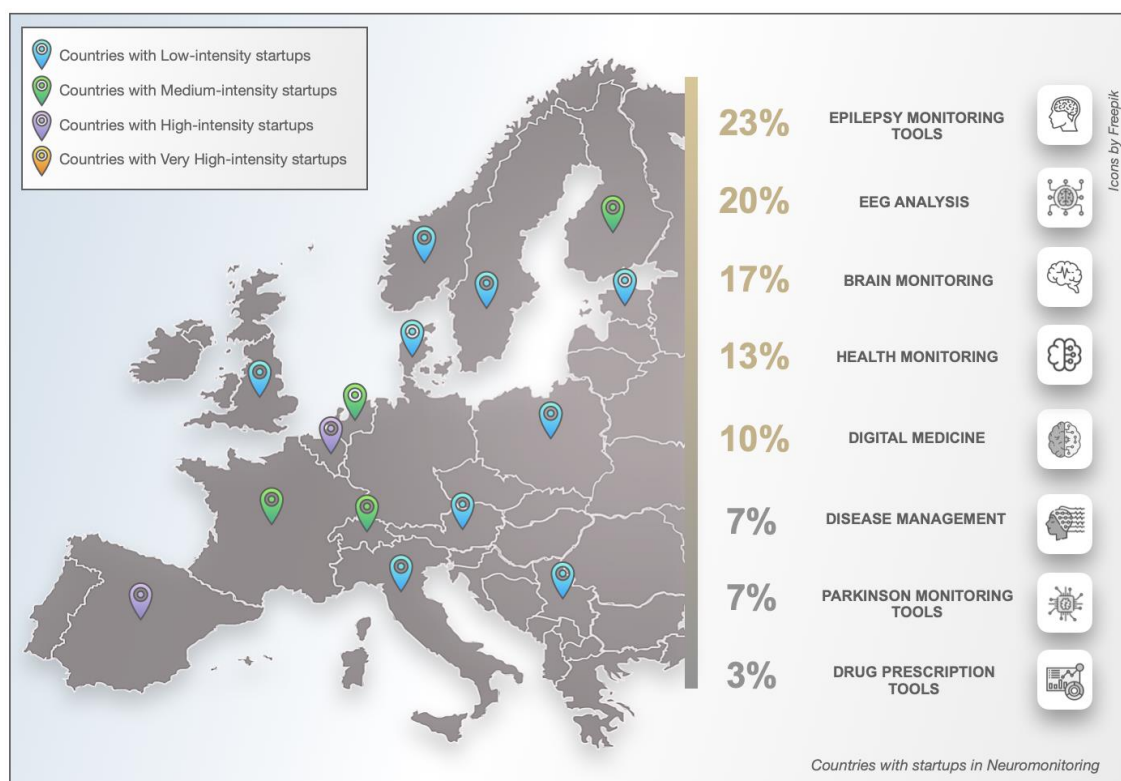 Countries with Low-intensity startups
Countries with Medium-intensity startups
Countries with High-intensity startups
Countries with Very High-intensity startups
23%
EPILEPSY MONITORING
TOOLS
20%
EEG ANALYSIS
17%
BRAIN MONITORING
13%
HEALTH MONITORING
10%
DIGITAL MEDICINE
7%
DISEASE MANAGEMENT
7%
PARKINSON MONITORING
TOOLS
3%
DRUG PRESCRIPTION
TOOLS
Icons by Freepik
Countries with startups in Neuromonitoring